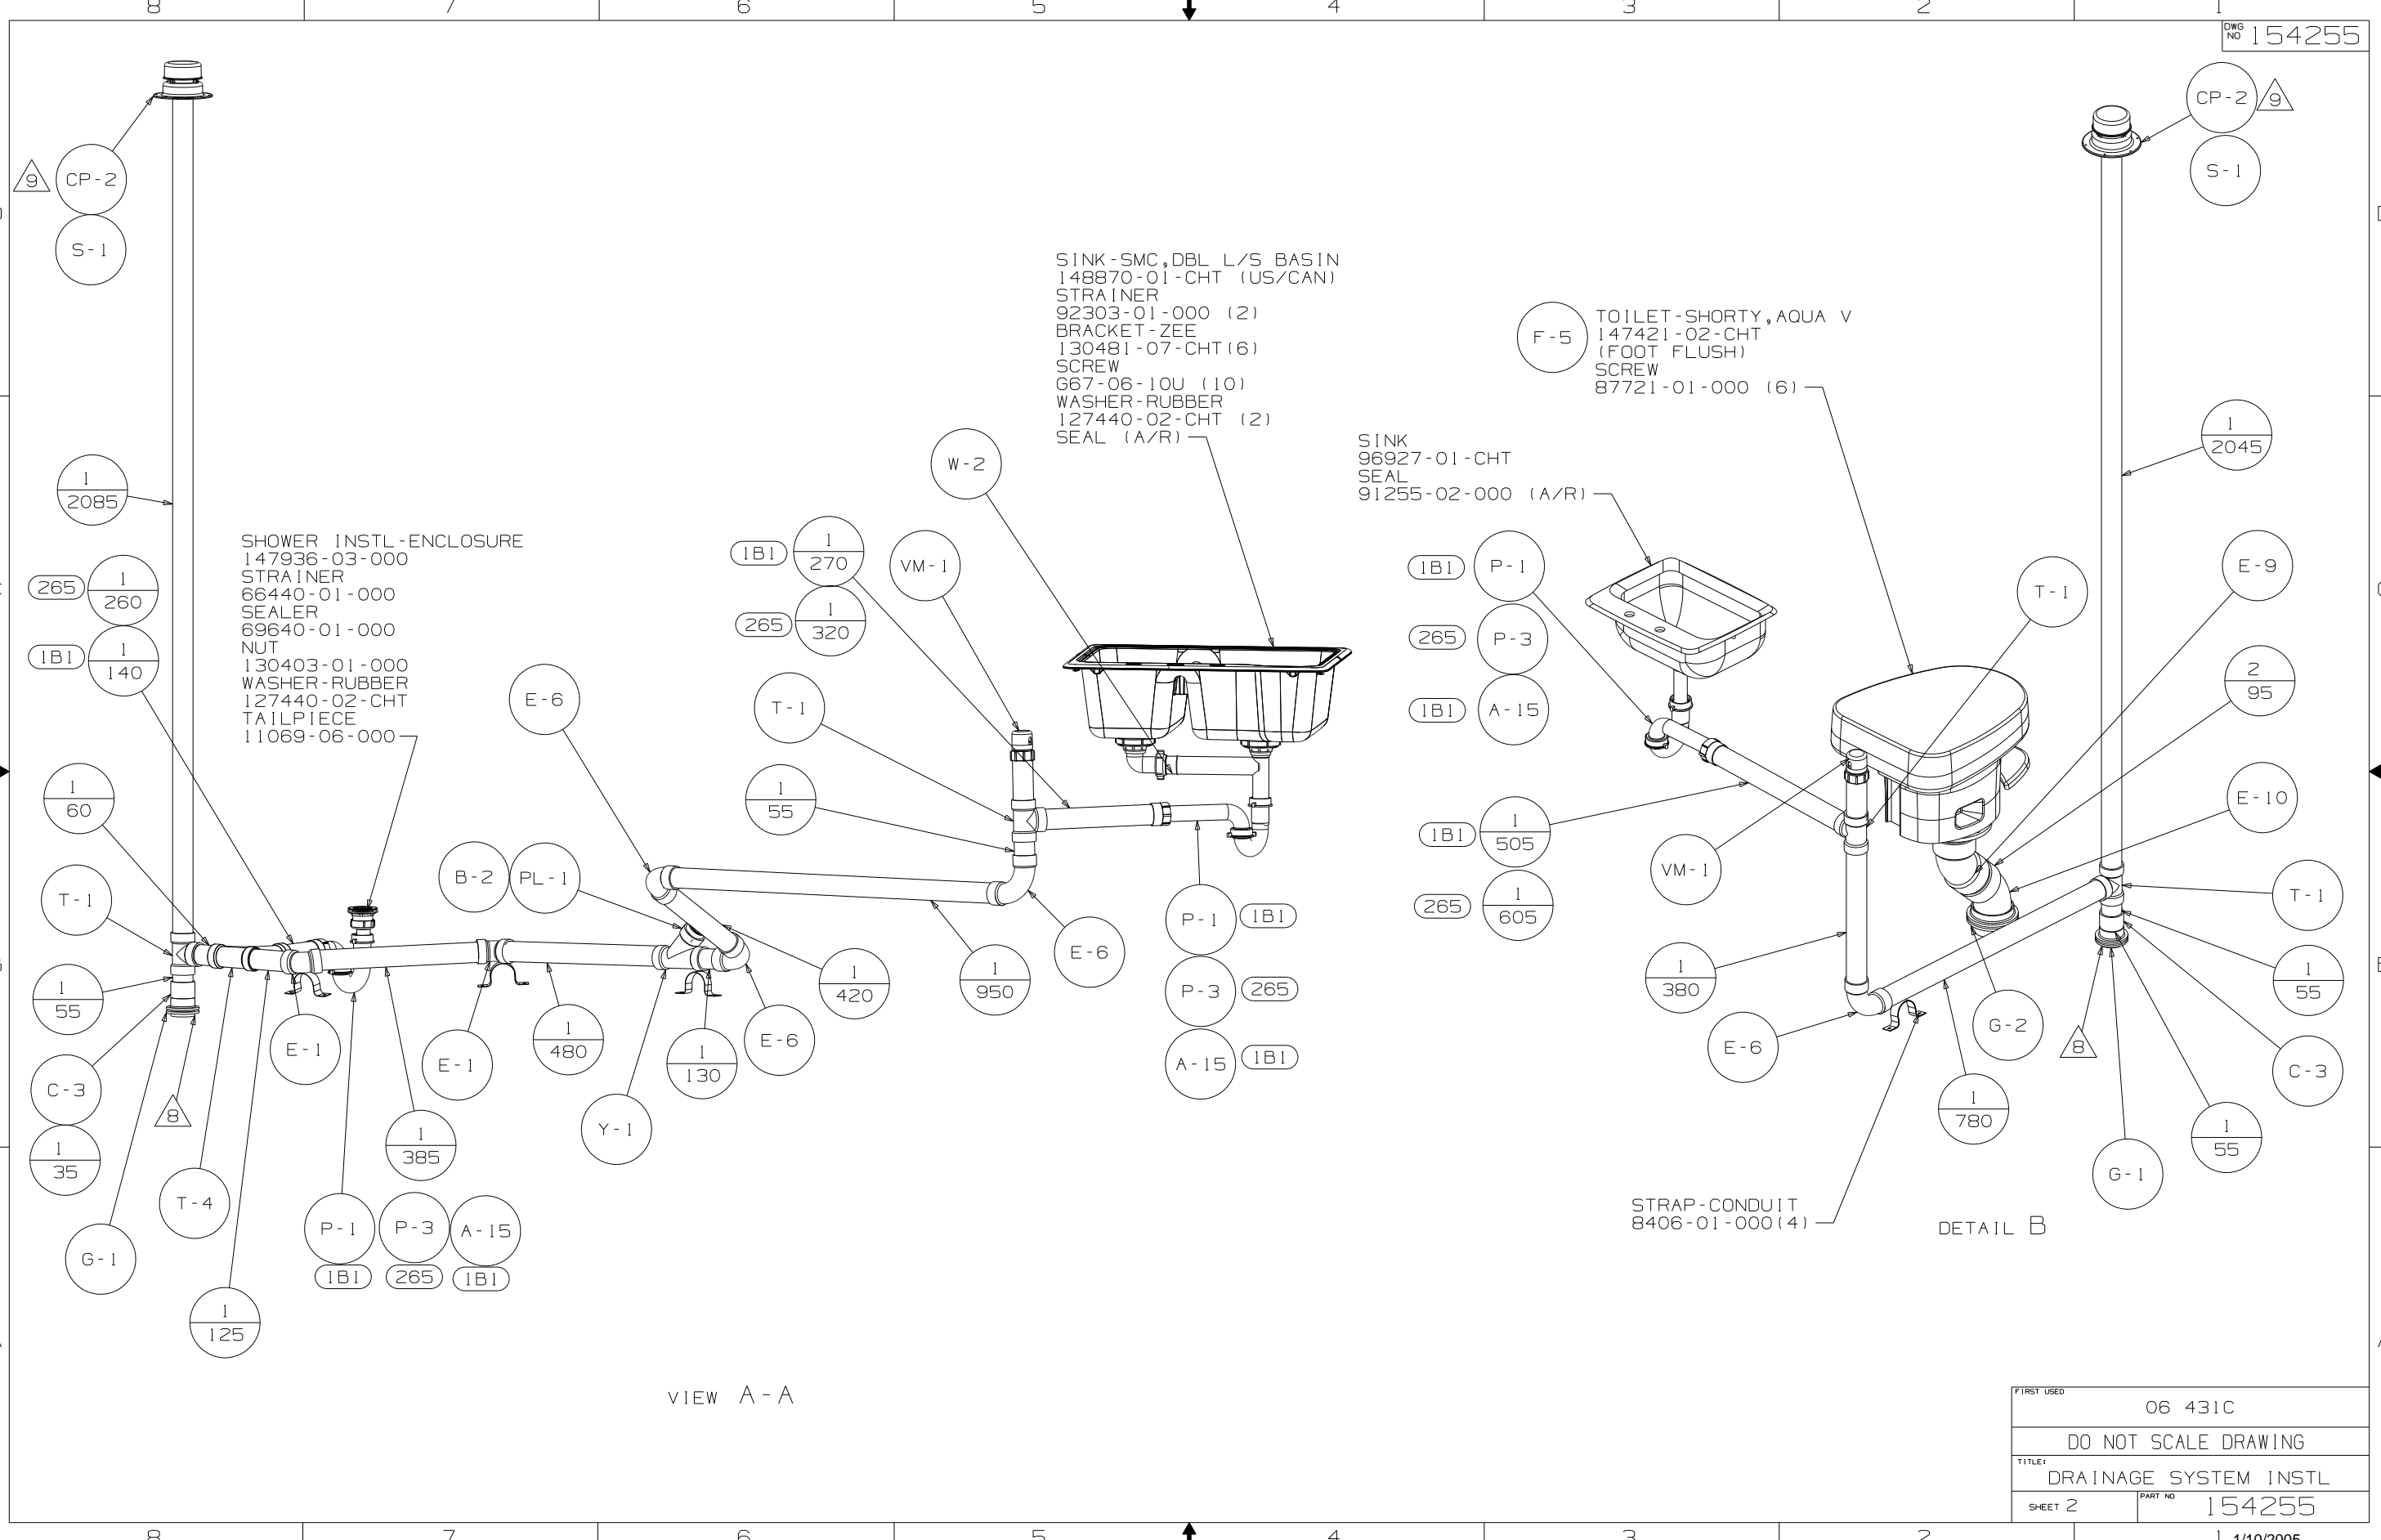 8 7 6 5 4 3 2 1
DWG NO 154255
CP-2
9
S-1
9
CP-2
S-1
SINK-SMC,DBL L/S BASIN
148870-01-CHT (US/CAN)
STRAINER
92303-01-000 (2)
BRACKET-ZEE
130481-07-CHT(6)
SCREW
G67-06-10U (10)
WASHER-RUBBER
127440-02-CHT (2)
SEAL (A/R)
F-5
TOILET-SHORTY,AQUA V
147421-02-CHT
(FOOT FLUSH)
SCREW
87721-01-000 (6)
SINK
96927-01-CHT
SEAL
91255-02-000 (A/R)
W-2
1
2045
1
2085
SHOWER INSTL-ENCLOSURE
147936-03-000
STRAINER
66440-01-000
SEALER
69640-01-000
NUT
130403-01-000
WASHER-RUBBER
127440-02-CHT
TAILPIECE
11069-06-000
265
1
260
1B1
1
140
1B1
1
270
265
1
320
VM-1
1B1
P-1
265
P-3
1B1
A-15
T-1
E-9
2
95
E-10
E-6
T-1
1
55
1
60
T-1
B-2
PL-1
1B1
1
505
265
1
605
VM-1
T-1
1
55
P-1
1B1
P-3
265
A-15
1B1
E-6
1
950
1
420
E-6
1
130
1
480
E-1
E-1
1
55
C-3
1
35
8
Y-1
1
385
T-4
G-1
P-1
1B1
P-3
265
A-15
1B1
1
125
1
380
E-6
G-2
8
C-3
1
780
1
55
G-1
STRAP-CONDUIT
8406-01-000(4)
DETAIL B
VIEW A-A
FIRST USED
06 431C
DO NOT SCALE DRAWING
TITLE:
DRAINAGE SYSTEM INSTL
SHEET 2
PART NO
154255
8 7 6 5 4 3 2 1
1/10/2005